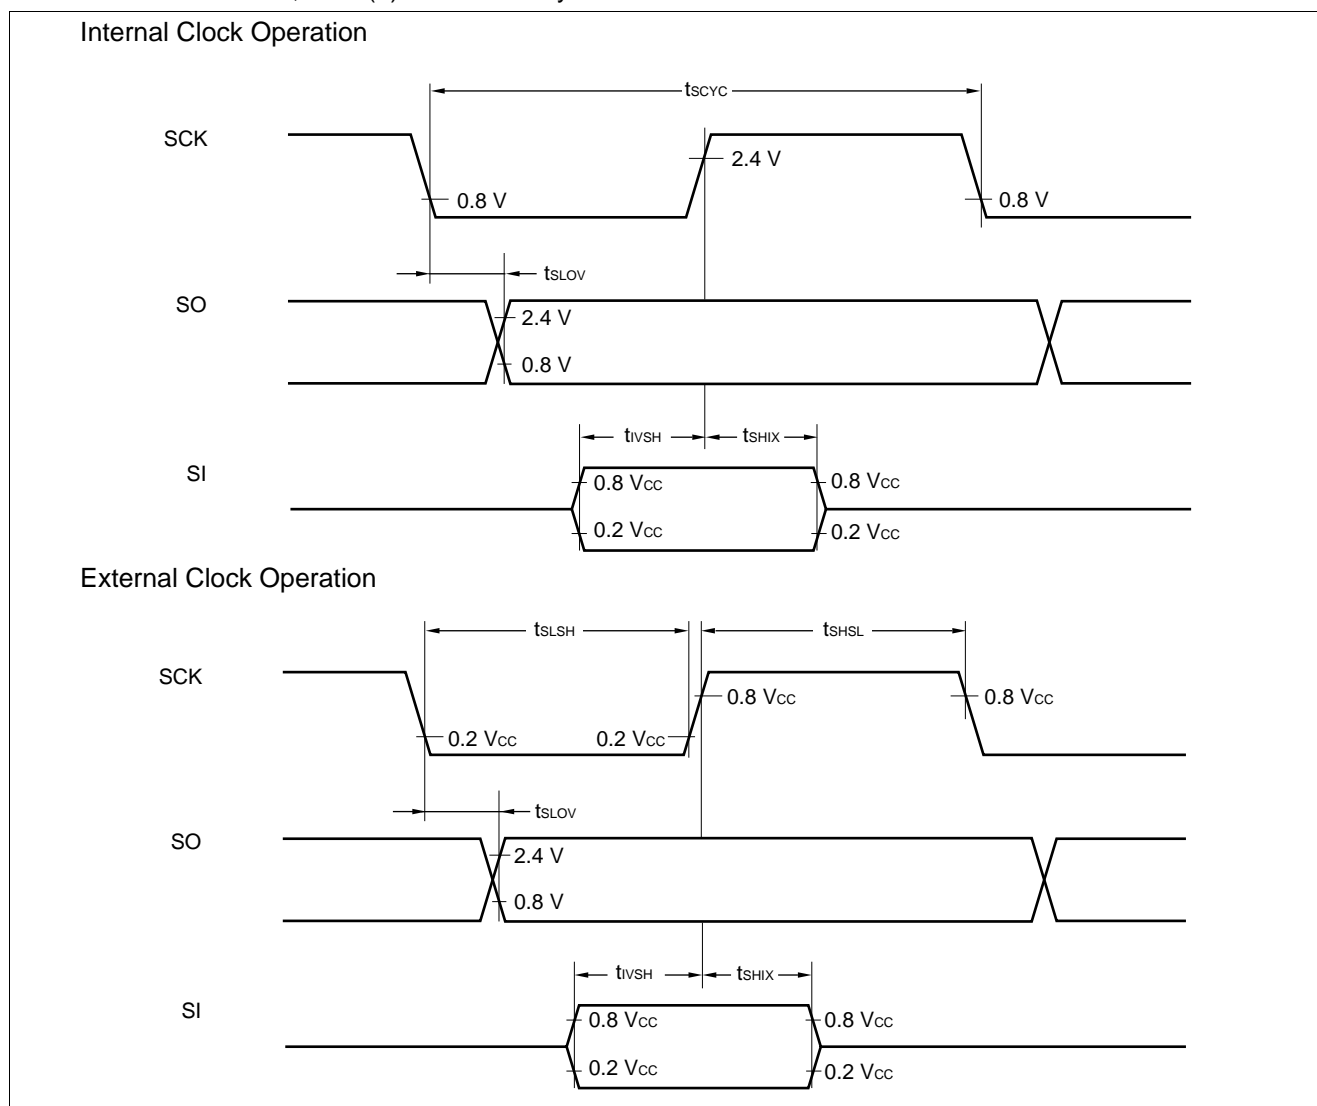 Internal Clock Operation
tSCYC
SCK
2.4 V
0.8 V
0.8 V
tSLOV
SO
2.4 V
0.8 V
tIVSH
tSHIX
SI
0.8 VCC
0.8 VCC
0.2 VCC
0.2 VCC
External Clock Operation
tSLSH
tSHSL
SCK
0.8 VCC
0.8 VCC
0.2 VCC
0.2 VCC
tSLOV
SO
2.4 V
0.8 V
tIVSH
tSHIX
SI
0.8 VCC
0.8 VCC
0.2 VCC
0.2 VCC